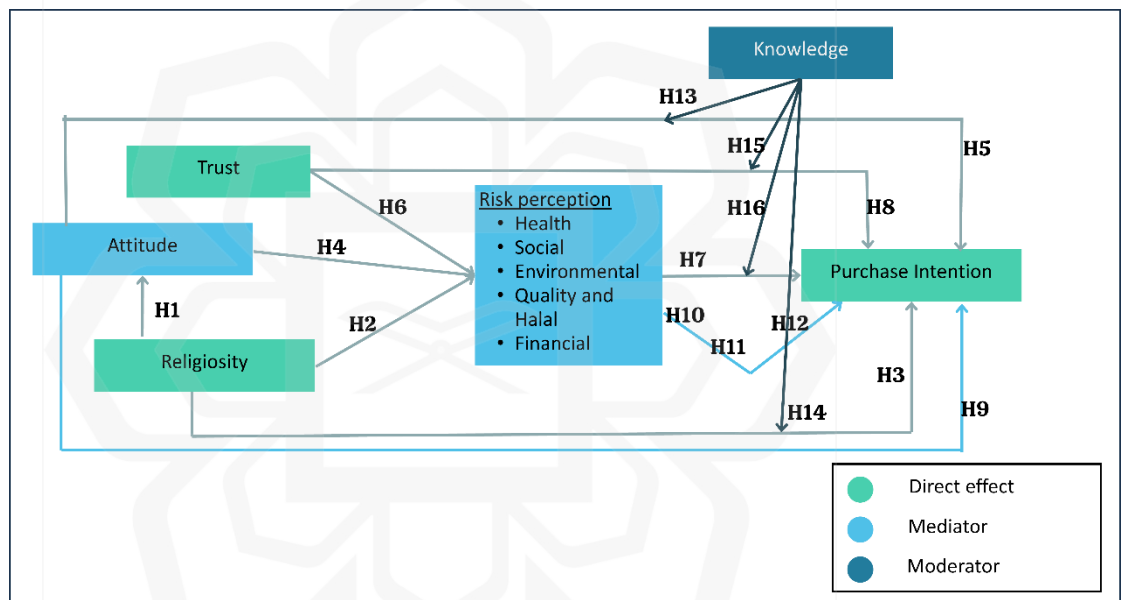 Knowledge
H13
H15
H5
Trust
Risk perception
• Health
• Social
• Environmental
• Quality and
Halal
• Financial
H6
H16
H8
Attitude
H4
H7
Purchase Intention
H1
H2
H10
H12
H11
Religiosity
H3
H14
H9
Direct effect
Mediator
Moderator